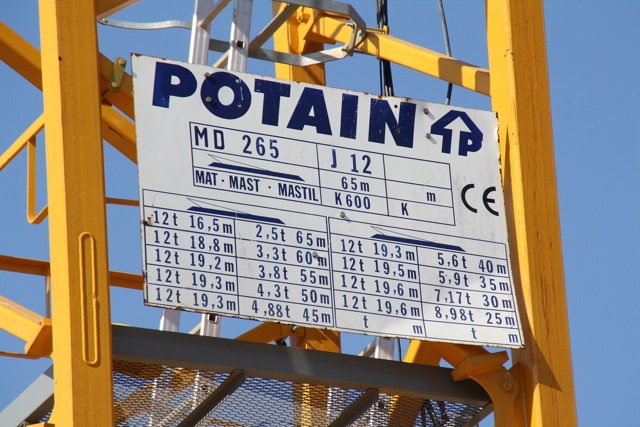 POTAIN P
MD 265 J 12
65m m
MAT · MAST · MASTIL K600 K
12t 16,5m 2,5t 65m 12t 19,3m 5,6t 40m
12t 18,8m 3,3t 60m 12t 19,5m 5,9t 35m
12t 19,2m 3,8t 55m 12t 19,6m 7,17t 30m
12t 19,3m 4,3t 50m 12t 19,6m 8,98t 25m
12t 19,3m 4,88t 45m t m t m
CE